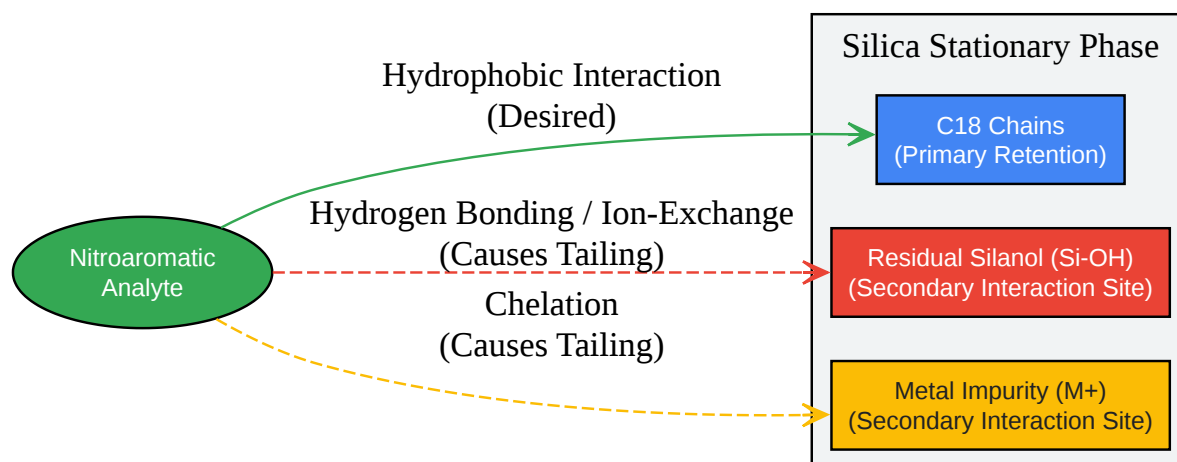 Silica Stationary Phase
Hydrophobic Interaction
(Desired)
C18 Chains
(Primary Retention)
Nitroaromatic
Analyte
Hydrogen Bonding / Ion-Exchange
(Causes Tailing)
Residual Silanol (Si-OH)
(Secondary Interaction Site)
Chelation
(Causes Tailing)
Metal Impurity (M+)
(Secondary Interaction Site)